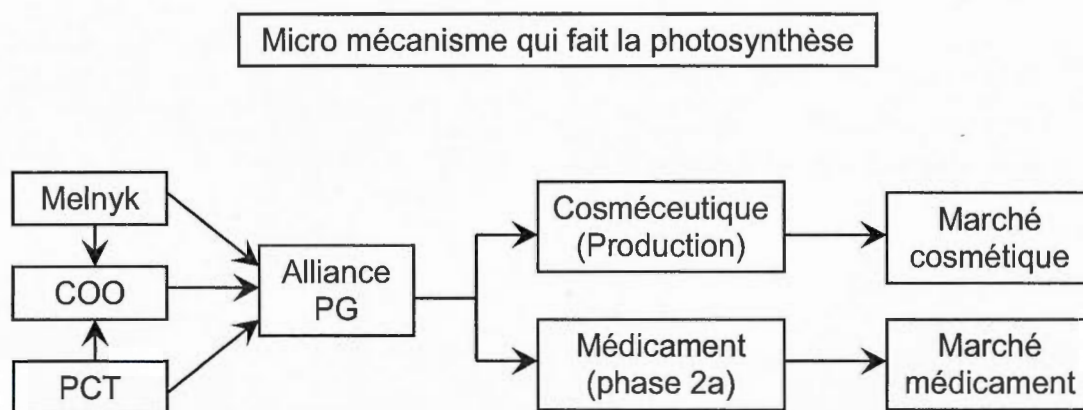 Micro mécanisme qui fait la photosynthèse
Melnyk
COO
PCT
Alliance
PG
Cosméceutique
(Production)
Médicament
(phase 2a)
Marché
cosmétique
Marché
médicament